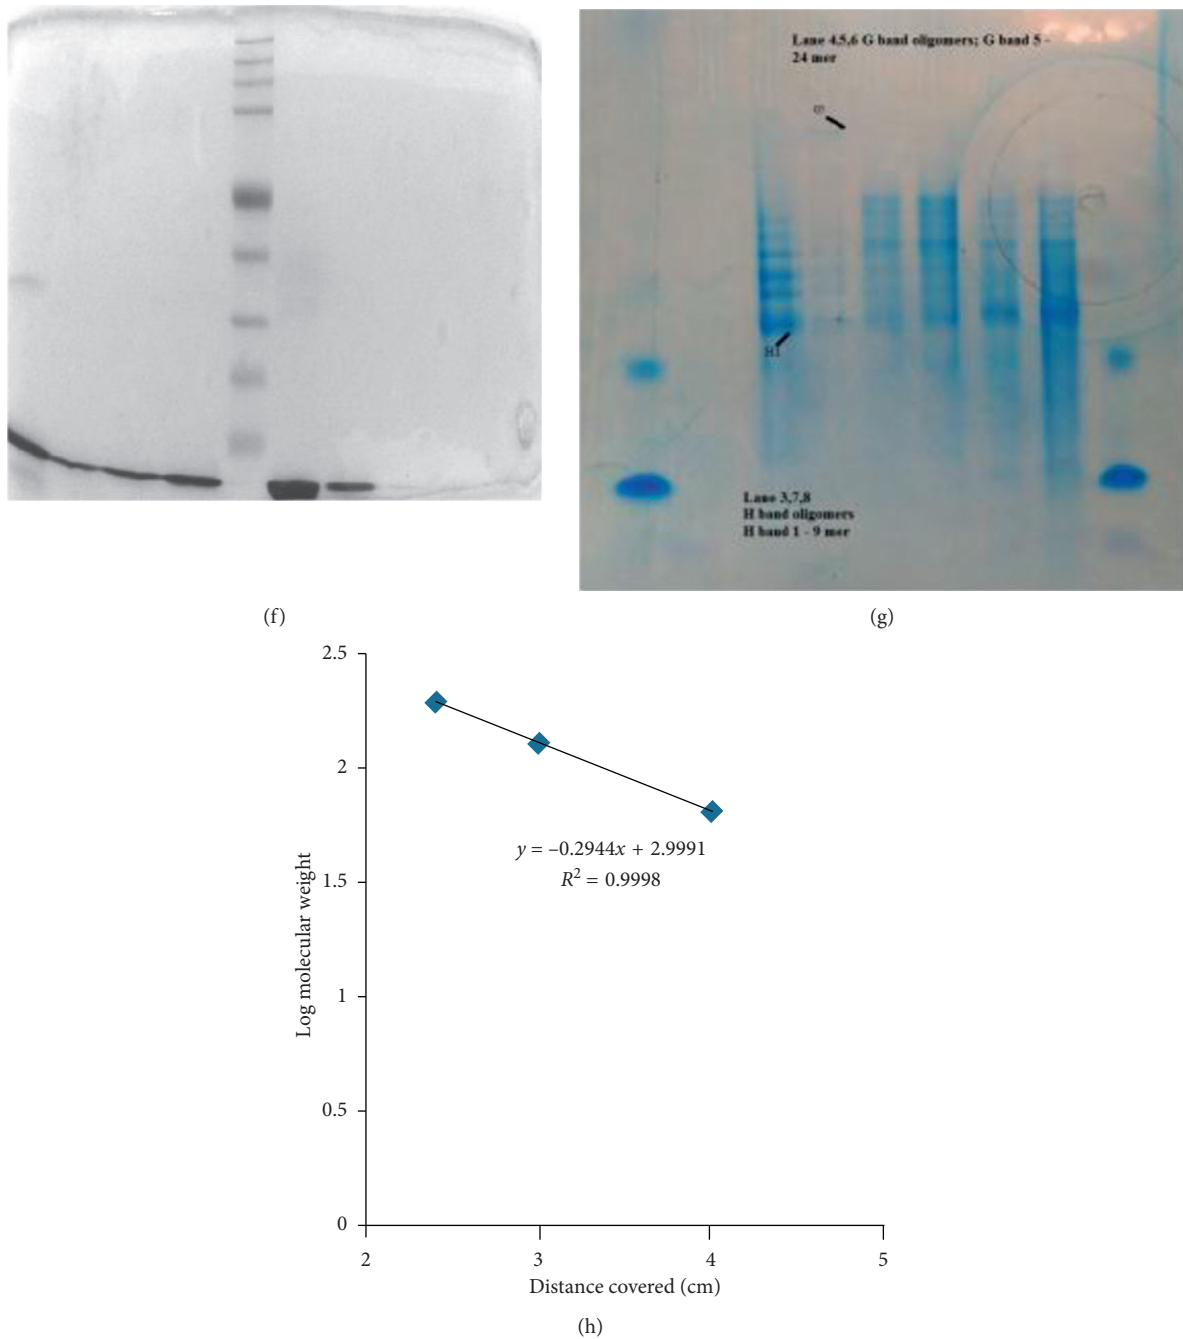 (f)
Lane 4,5,6 G band oligomers; G band 5 -
24 mer
H1
Lane 3,7,8
H band oligomers
H band 1 - 9 mer
(g)
2.5
2
1.5
1
0.5
0
Log molecular weight
y = –0.2944x + 2.9991
R² = 0.9998
2 3 4 5
Distance covered (cm)
(h)